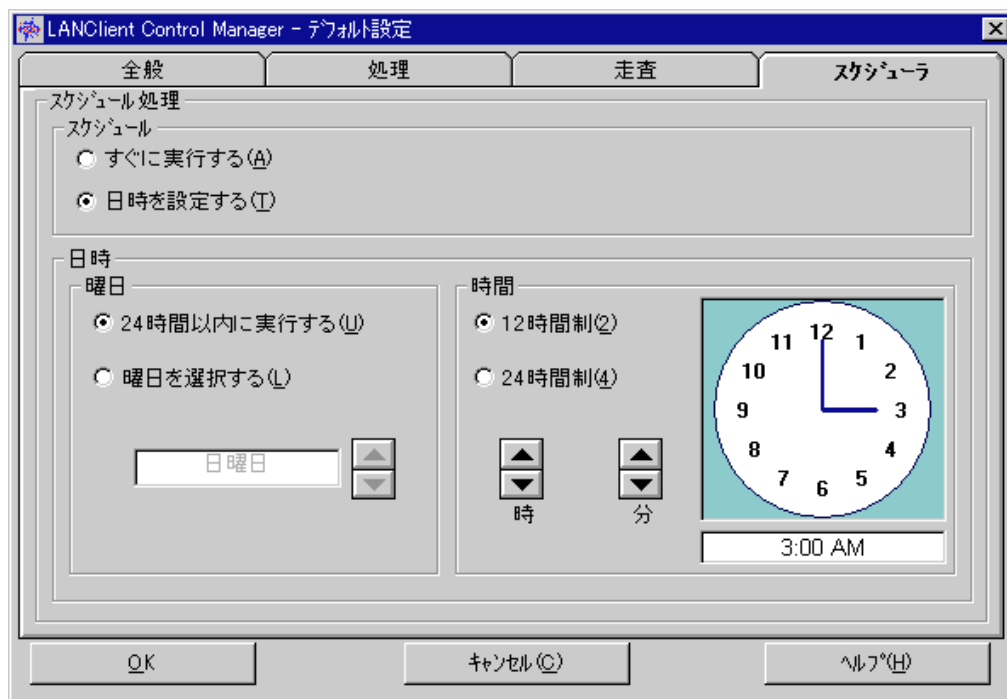 LANClient Control Manager - ﾃﾞﾌｫﾙﾄ設定
全般
処理
走査
ｽｹｼﾞｭｰﾗ
ｽｹｼﾞｭｰﾙ処理
ｽｹｼﾞｭｰﾙ
すぐに実行する(A)
日時を設定する(T)
日時
曜日
24時間以内に実行する(U)
曜日を選択する(L)
日曜日
時間
12時間制(2)
24時間制(4)
時
分
12
1
2
3
4
5
6
7
8
9
10
11
3:00 AM
OK
ｷｬﾝｾﾙ(C)
ﾍﾙﾌﾟ(H)